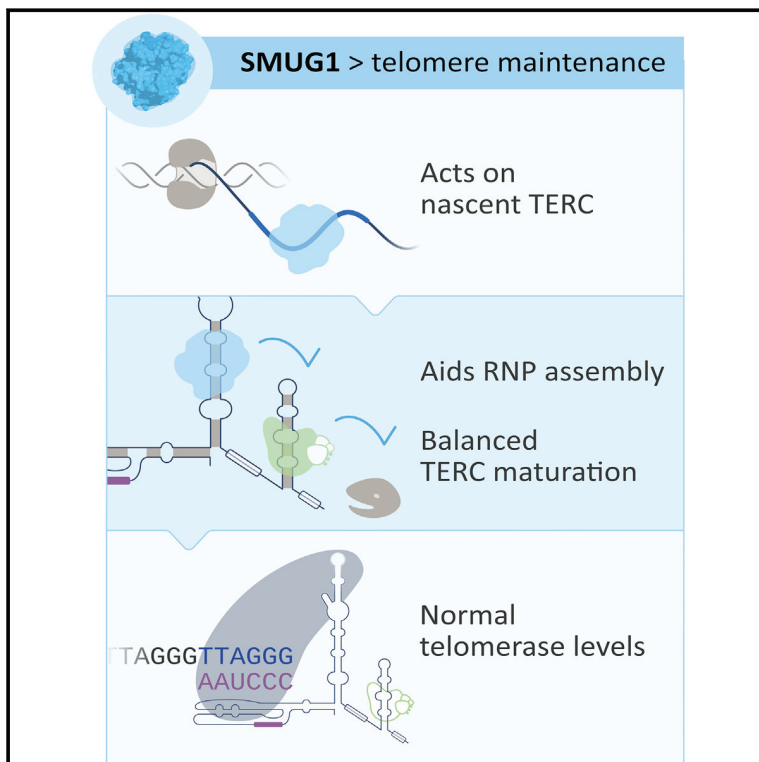 SMUG1 > telomere maintenance
Acts on
nascent TERC
Aids RNP assembly
Balanced
TERC maturation
Normal
telomerase levels
TTAGGGTTAGGG
AAUCCC